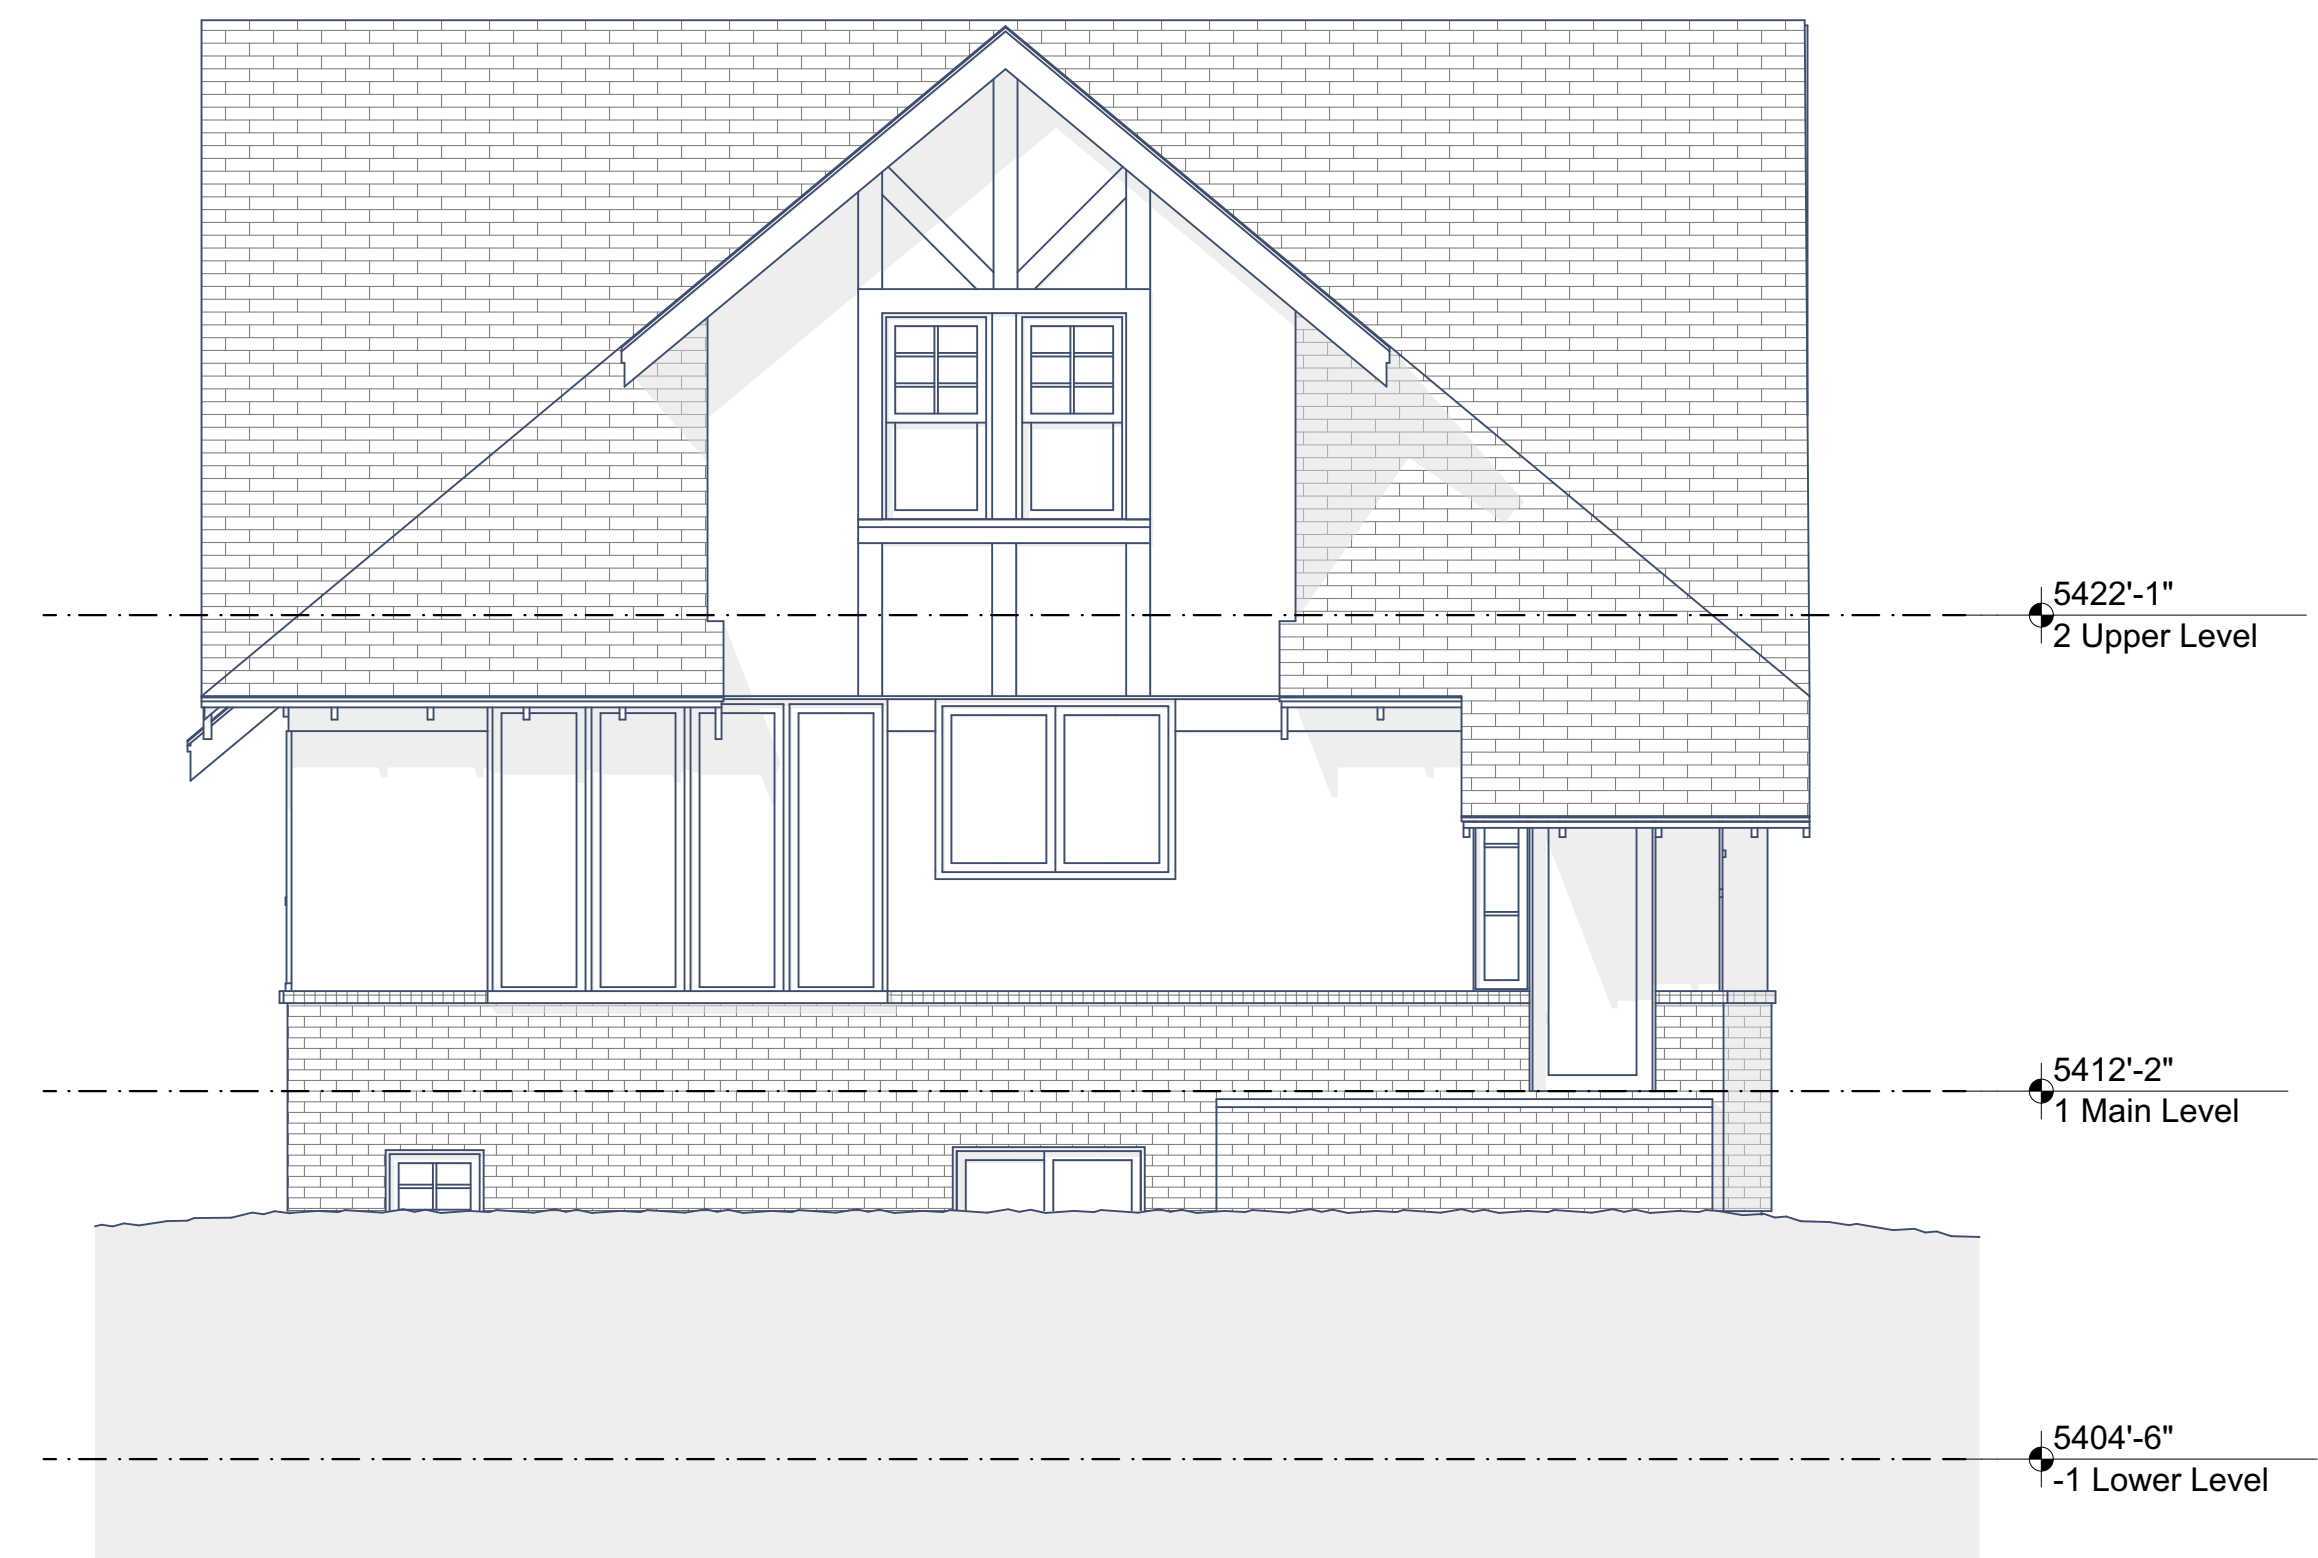 5422'-1"
2 Upper Level
5412'-2"
1 Main Level
5404'-6"
-1 Lower Level